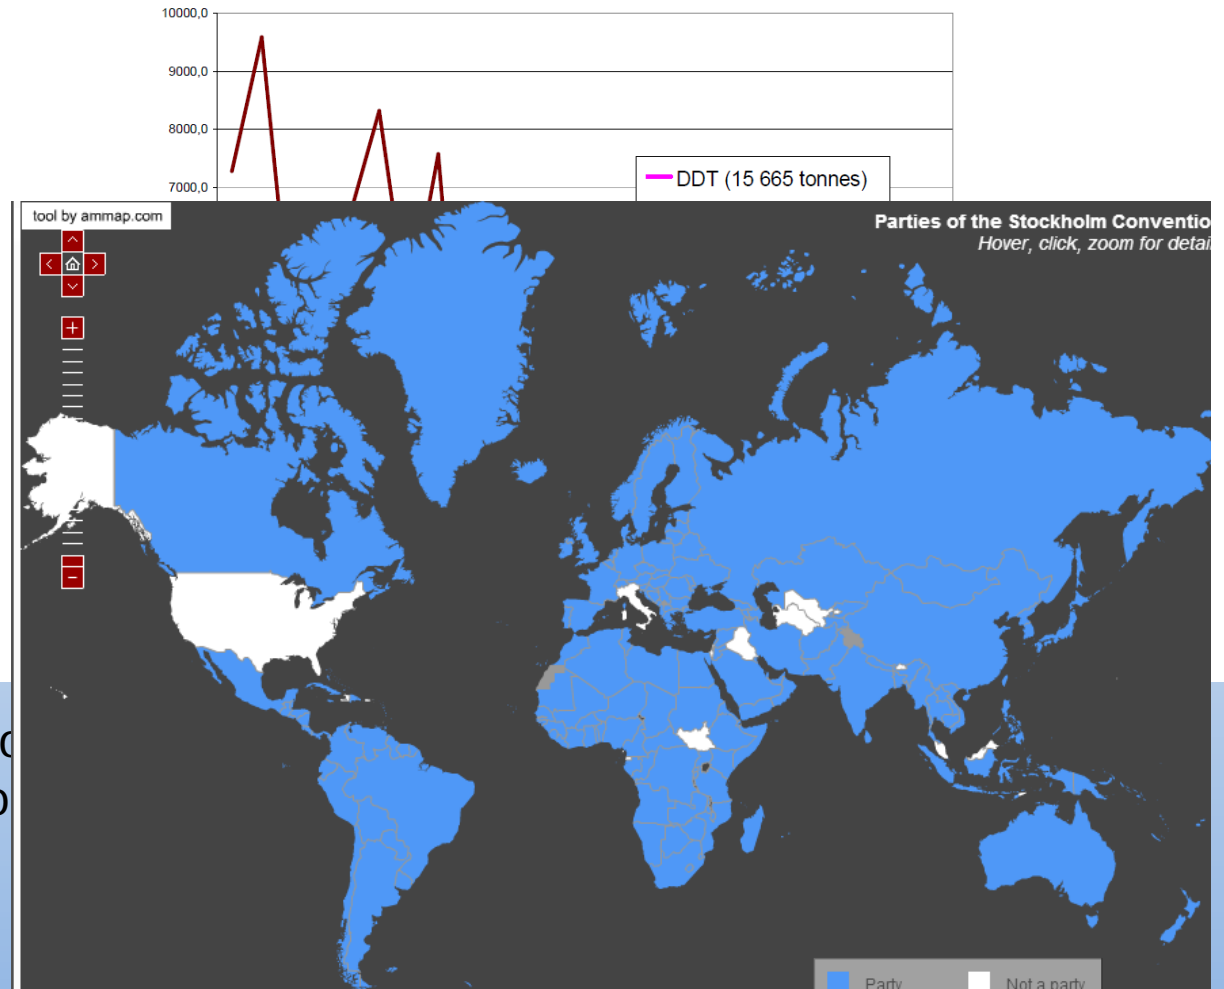 10000,0
9000,0
8000,0
7000,0
DDT (15 665 tonnes)
tool by ammap.com
Parties of the Stockholm Conventio
Hover, click, zoom for detai
Party
Not a party